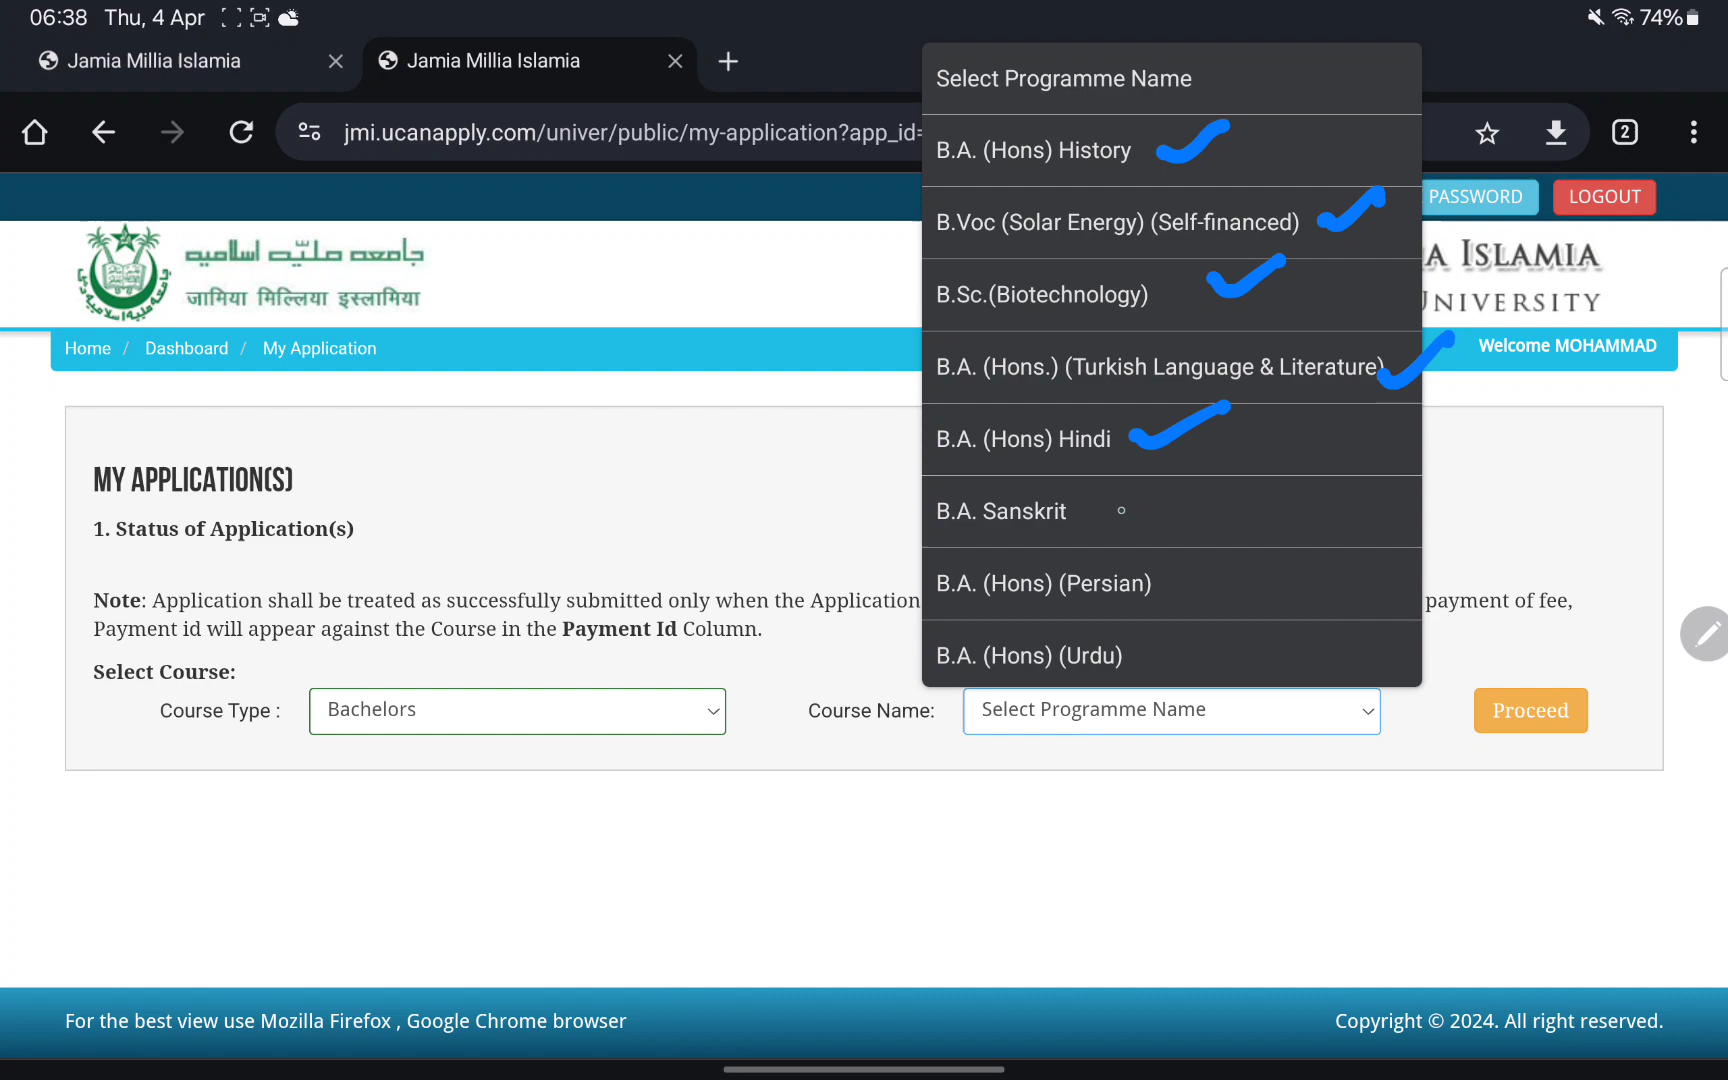 06:38 Thu, 4 Apr
74%
Jamia Millia Islamia
Jamia Millia Islamia
jmi.ucanapply.com/univer/public/my-application?app_id=
2
Select Programme Name
B.A. (Hons) History
B.Voc (Solar Energy) (Self-financed)
B.Sc.(Biotechnology)
B.A. (Hons.) (Turkish Language & Literature)
B.A. (Hons) Hindi
B.A. Sanskrit
B.A. (Hons) (Persian)
B.A. (Hons) (Urdu)
PASSWORD
LOGOUT
جامعہ ملیہ اسلامیہ
जामिया मिल्लिया इस्लामिया
A ISLAMIA
UNIVERSITY
Home / Dashboard / My Application
Welcome MOHAMMAD
MY APPLICATION(S)
1. Status of Application(s)
Note: Application shall be treated as successfully submitted only when the Application payment of fee,
Payment id will appear against the Course in the Payment Id Column.
Select Course:
Course Type : Bachelors
Course Name: Select Programme Name
Proceed
For the best view use Mozilla Firefox , Google Chrome browser
Copyright © 2024. All right reserved.